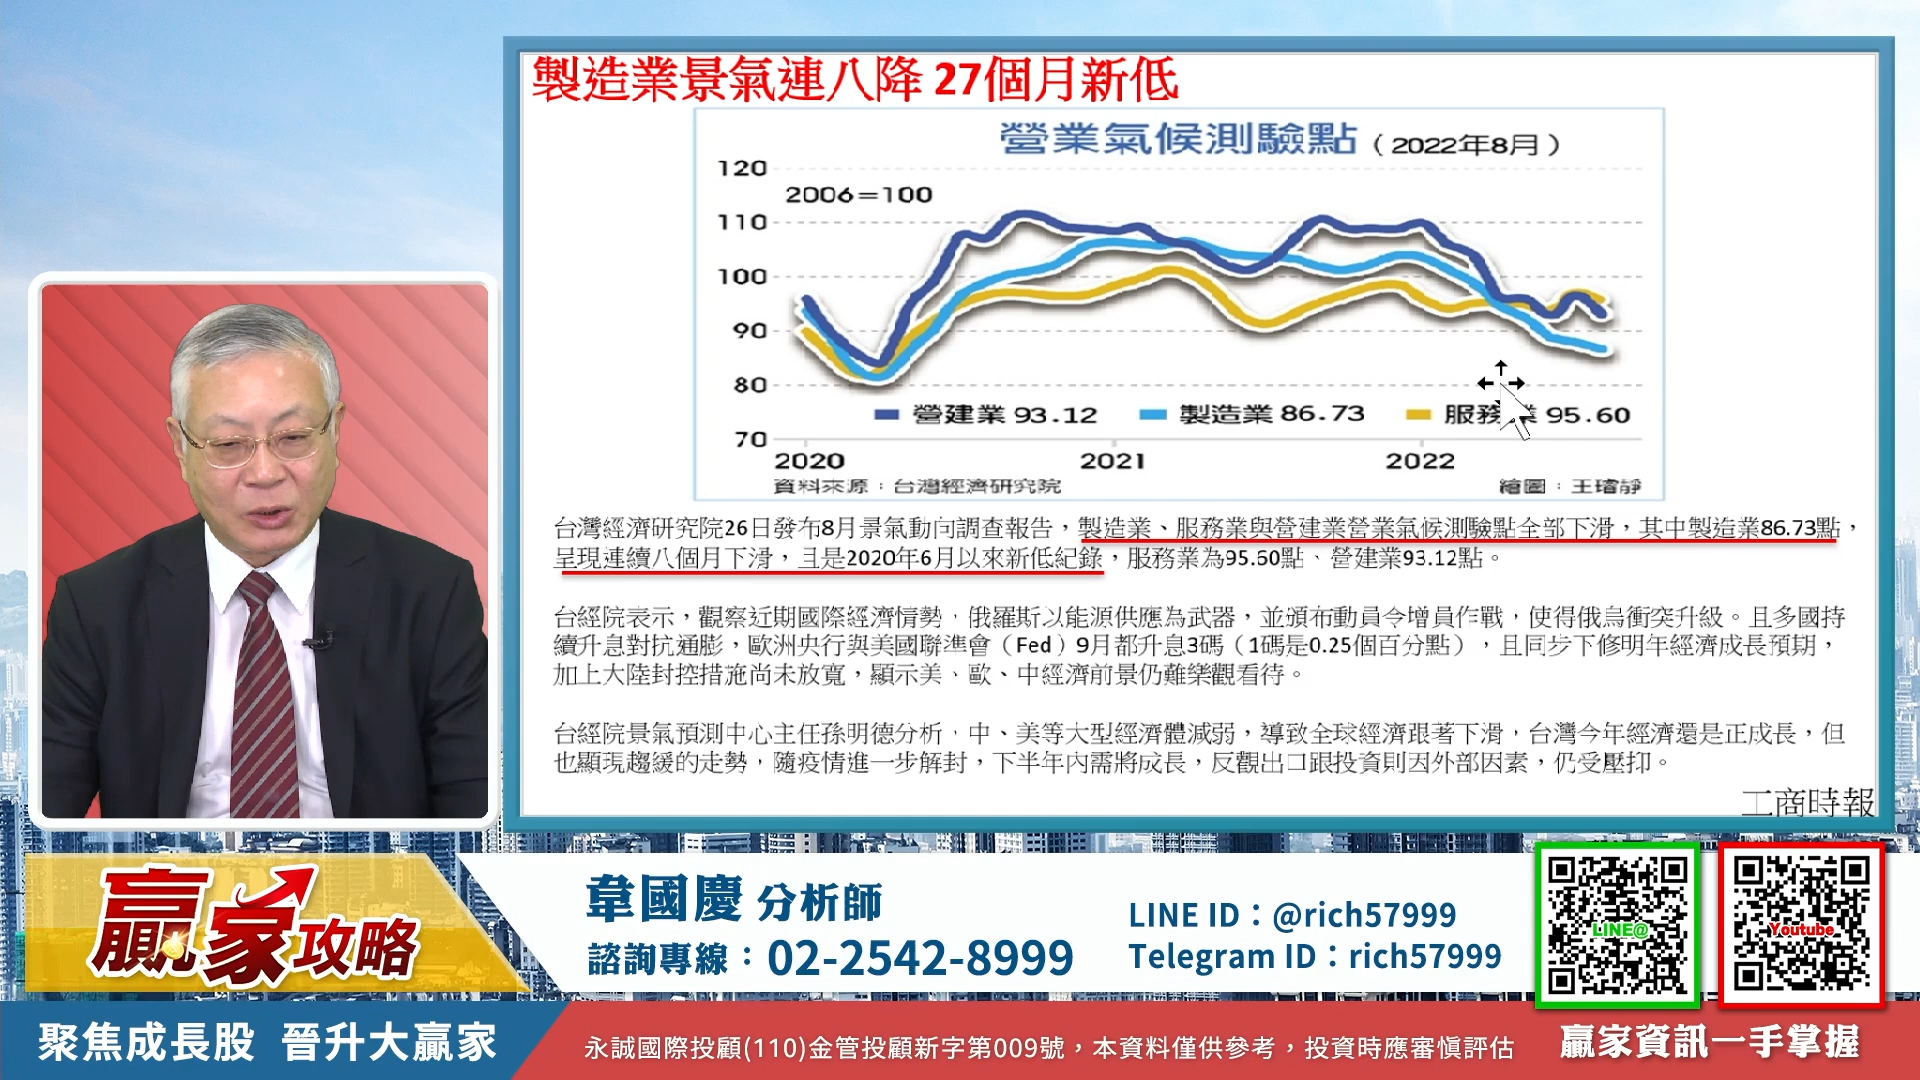 製造業景氣連八降 27個月新低
營業氣候測驗點（2022年8月）
120
2006=100
110
100
90
80
營建業 93.12 製造業 86.73 服務業 95.60
70
2020 2021 2022
資料來源：台灣經濟研究院 繪圖：王璿靜
台灣經濟研究院26日發布8月景氣動向調查報告，製造業、服務業與營建業營業氣候測驗點全部下滑，其中製造業86.73點，
呈現連續八個月下滑，且是2020年6月以來新低紀錄，服務業為95.60點、營建業93.12點。
台經院表示，觀察近期國際經濟情勢，俄羅斯以能源供應為武器，並頒布動員令增員作戰，使得俄烏衝突升級。且多國持
續升息對抗通膨，歐洲央行與美國聯準會（Fed）9月都升息3碼（1碼是0.25個百分點），且同步下修明年經濟成長預期，
加上大陸封控措施尚未放寬，顯示美、歐、中經濟前景仍難樂觀看待。
台經院景氣預測中心主任孫明德分析，中、美等大型經濟體減弱，導致全球經濟跟著下滑，台灣今年經濟還是正成長，但
也顯現趨緩的走勢，隨疫情進一步解封，下半年內需將成長，反觀出口跟投資則因外部因素，仍受壓抑。
工商時報
贏家攻略
韋國慶 分析師
諮詢專線：02-2542-8999
LINE ID：@rich57999
Telegram ID：rich57999
LINE@
Youtube
聚焦成長股 晉升大贏家
永誠國際投顧(110)金管投顧新字第009號，本資料僅供參考，投資時應審慎評估
贏家資訊一手掌握